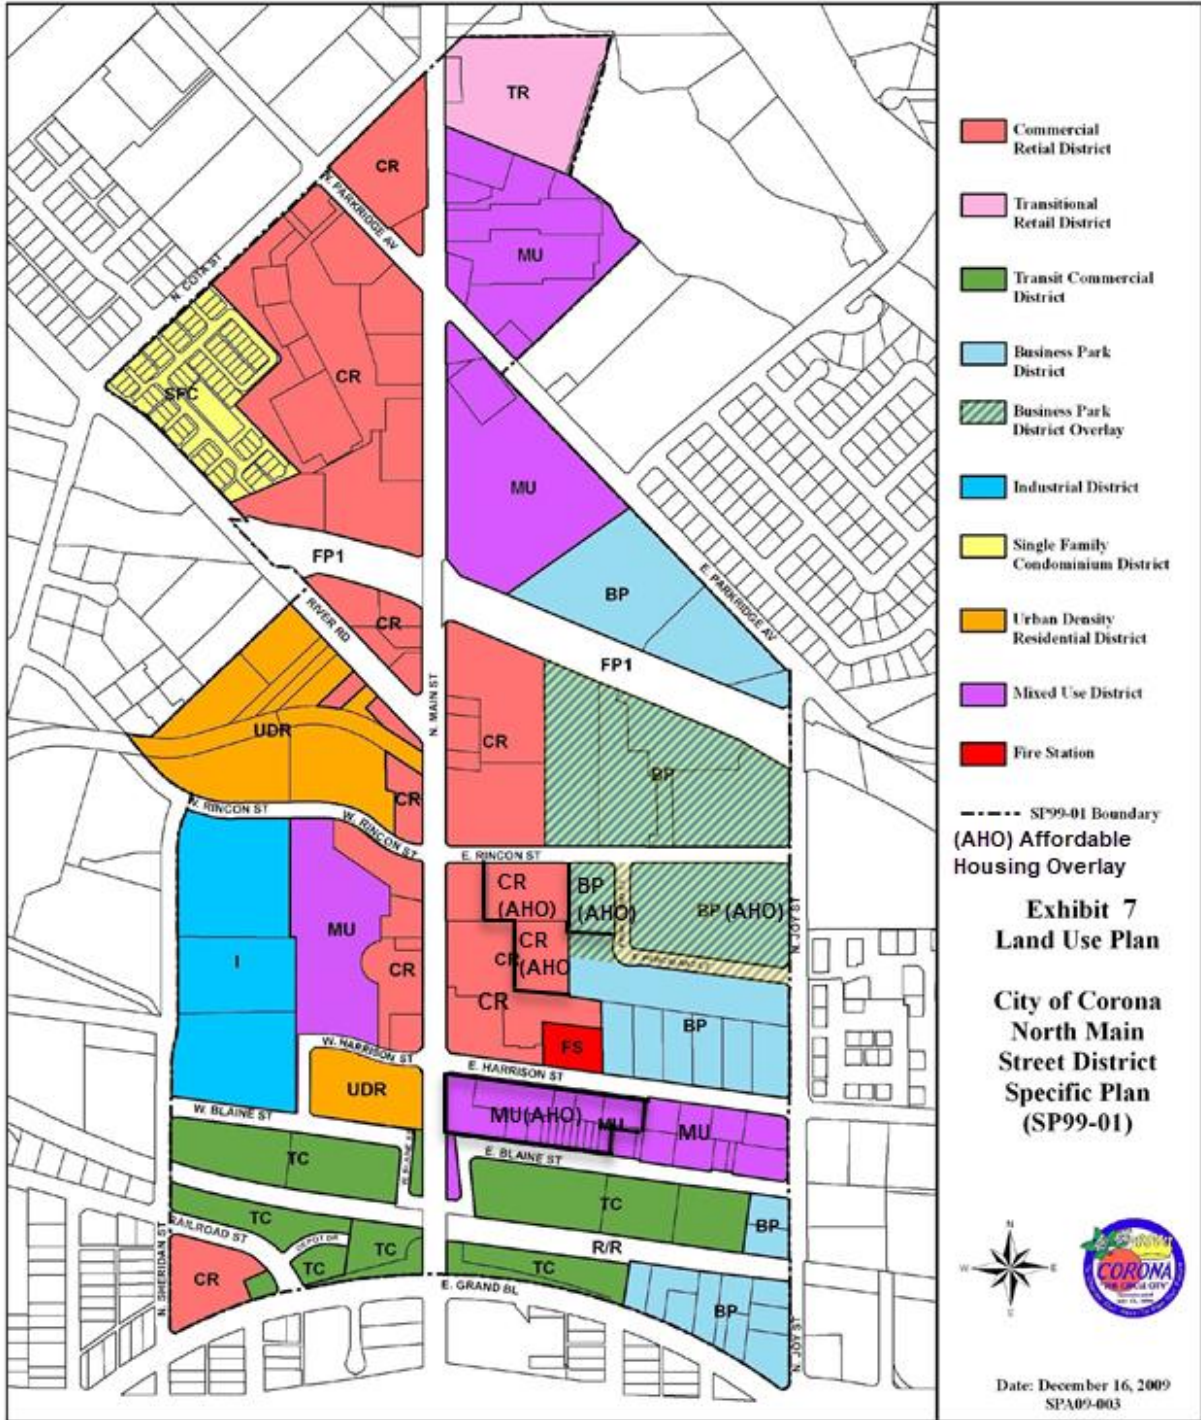 TR
CR
W. PARKRIDGE AV
MU
N. COTA ST
CR
SFC
MU
FP1
BP
E. PARKRIDGE AV
CR
RIVER RD
FP1
N. MAIN ST
UDR
CR
BP
CR
W. RINCON ST
W. RINCON ST
E. RINCON ST
CR
(AHO)
BP
(AHO)
BP (AHO)
N. JOY ST
MU
CR
(AHO
CR
I
CR
CR
BP
FS
W. HARRISON ST
E. HARRISON ST
UDR
MU(AHO)
MU
MU
W. BLAINE ST
E. BLAINE ST
TC
TC
BP
TC
RAILROAD ST
DEPOT DR
TC
R/R
TC
TC
CR
N. SHERIDAN ST
E. GRAND BL
BP
N. JOY ST
Commercial
Retial District
Transitional
Retail District
Transit Commercial
District
Business Park
District
Business Park
District Overlay
Industrial District
Single Family
Condominium District
Urban Density
Residential District
Mixed Use District
Fire Station
SP99-01 Boundary
(AHO) Affordable
Housing Overlay
Exhibit 7
Land Use Plan
City of Corona
North Main
Street District
Specific Plan
(SP99-01)
N
W
E
S
CORONA
"THE CIRCLE CITY"
Date: December 16, 2009
SPA09-003